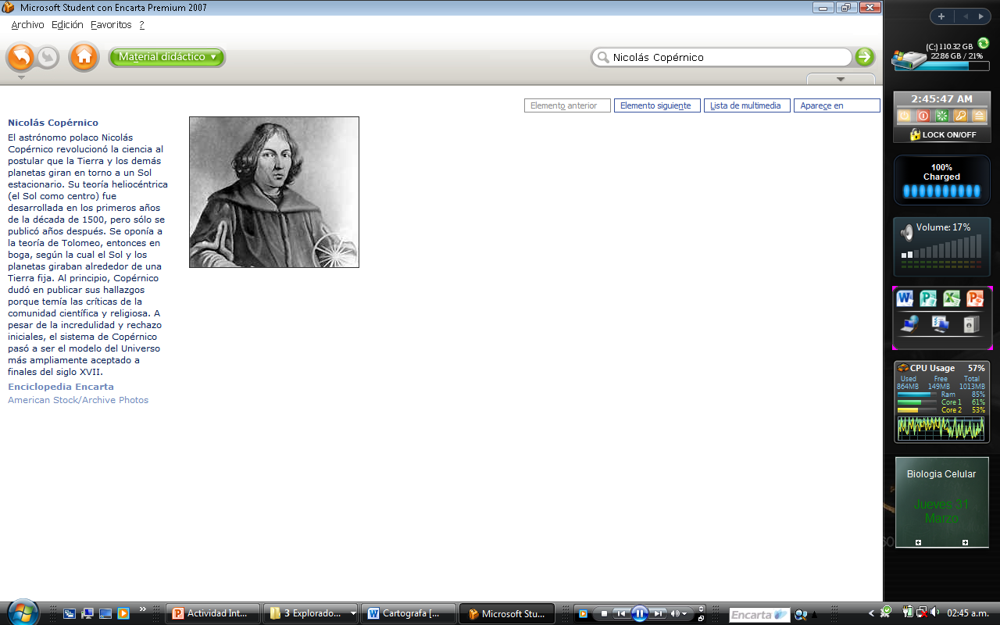 Microsoft Student con Encarta Premium 2007
Archivo Edición Favoritos ?
Material didáctico
Nicolás Copérnico
Elemento anterior
Elemento siguiente
Lista de multimedia
Aparece en
Nicolás Copérnico
El astrónomo polaco Nicolás
Copérnico revolucionó la ciencia al
postular que la Tierra y los demás
planetas giran en torno a un Sol
estacionario. Su teoría heliocéntrica
(el Sol como centro) fue
desarrollada en los primeros años
de la década de 1500, pero sólo se
publicó años después. Se oponía a
la teoría de Tolomeo, entonces en
boga, según la cual el Sol y los
planetas giraban alrededor de una
Tierra fija. Al principio, Copérnico
dudó en publicar sus hallazgos
porque temía las críticas de la
comunidad científica y religiosa. A
pesar de la incredulidad y rechazo
iniciales, el sistema de Copérnico
pasó a ser el modelo del Universo
más ampliamente aceptado a
finales del siglo XVII.
Enciclopedia Encarta
American Stock/Archive Photos
(C:) 110.32 GB
22.86 GB / 21%
2:45:47 AM
LOCK ON/OFF
100%
Charged
Volume: 17%
CPU Usage 57%
Used Free Total
864MB 149MB 1013MB
Ram 85%
Core 1 61%
Core 2 53%
Biologia Celular
Jueves 31
Marzo
Actividad Int...
3 Explorado...
Cartografa [...
Microsoft Stu...
Encarta
02:45 a.m.